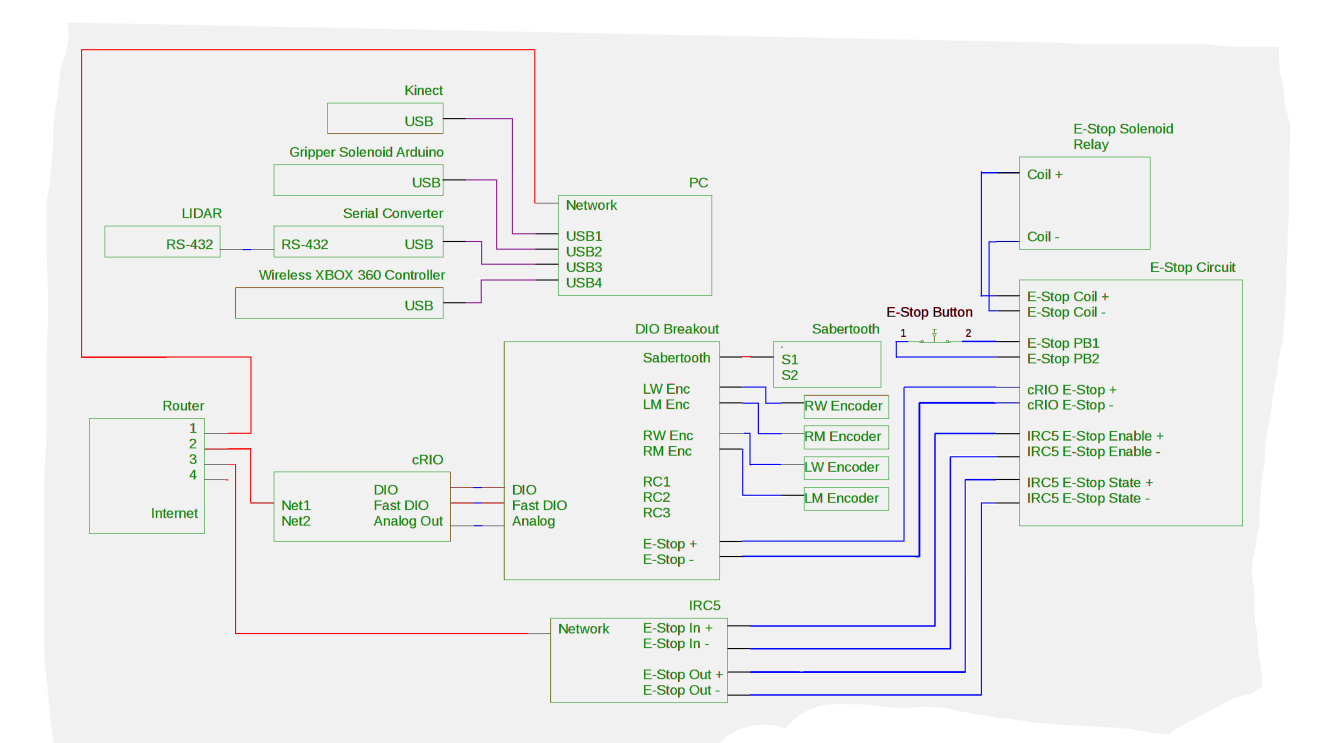 Kinect
USB
Gripper Solenoid Arduino
USB
LIDAR
RS-432
Serial Converter
RS-432 USB
Wireless XBOX 360 Controller
USB
PC
Network
USB1
USB2
USB3
USB4
E-Stop Solenoid
Relay
Coil +
Coil -
E-Stop Circuit
E-Stop Coil +
E-Stop Coil -
E-Stop PB1
E-Stop PB2
cRIO E-Stop +
cRIO E-Stop -
IRC5 E-Stop Enable +
IRC5 E-Stop Enable -
IRC5 E-Stop State +
IRC5 E-Stop State -
E-Stop Button
1 2
DIO Breakout
Sabertooth
LW Enc
LM Enc
RW Enc
RM Enc
RC1
RC2
RC3
E-Stop +
E-Stop -
DIO
Fast DIO
Analog
Sabertooth
S1
S2
RW Encoder
RM Encoder
LW Encoder
LM Encoder
Router
1
2
3
4
Internet
cRIO
Net1
Net2
DIO
Fast DIO
Analog Out
IRC5
Network
E-Stop In +
E-Stop In -
E-Stop Out +
E-Stop Out -